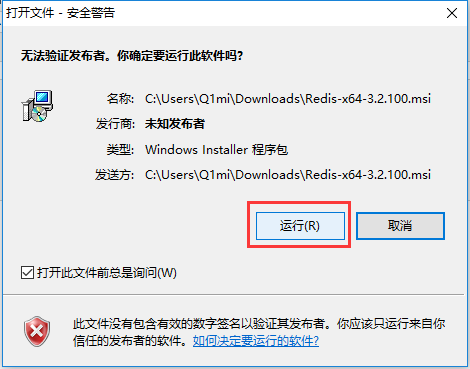 打开文件 - 安全警告
无法验证发布者。你确定要运行此软件吗?
名称: C:\Users\Q1mi\Downloads\Redis-x64-3.2.100.msi
发行商: 未知发布者
类型: Windows Installer 程序包
发送方: C:\Users\Q1mi\Downloads\Redis-x64-3.2.100.msi
运行(R) 取消
打开此文件前总是询问(W)
此文件没有包含有效的数字签名以验证其发布者。你应该只运行来自你
信任的发布者的软件。如何决定要运行的软件?